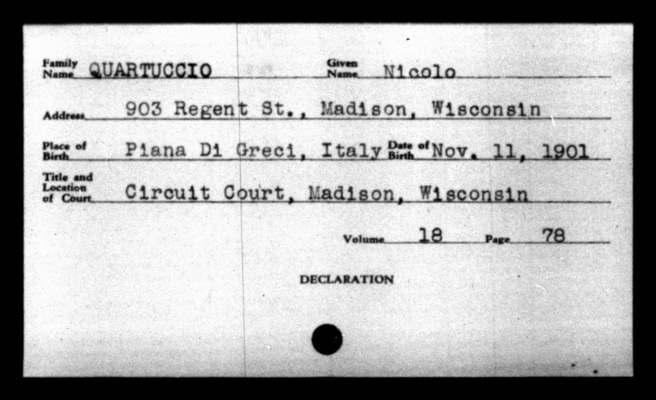 Family Name QUARTUCCIO Given Name Nicolo
Address 903 Regent St., Madison, Wisconsin
Place of Birth Piana Di Greci, Italy Date of Birth Nov. 11, 1901
Title and Location of Court Circuit Court, Madison, Wisconsin
Volume 18 Page 78
DECLARATION